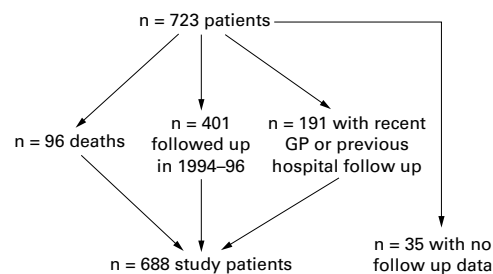 n = 723 patients
n = 96 deaths
n = 401
followed up
in 1994–96
n = 191 with recent
GP or previous
hospital follow up
n = 688 study patients
n = 35 with no
follow up data